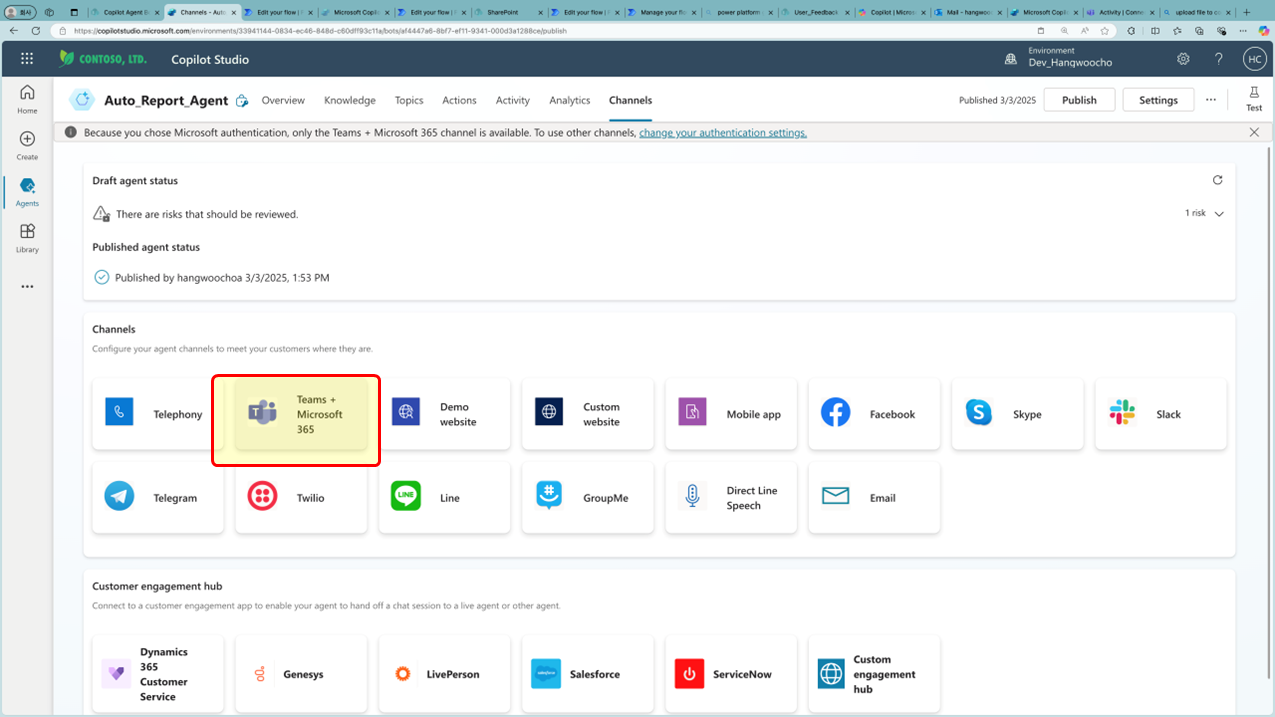 회사
Copilot Agent B
Channels - Auto
Edit your flow |
Microsoft Copil
Edit your flow |
SharePoint
Edit your flow |
Manage your flo
power platform
User_Feedback
Copilot | Micros
Mail - hangwoo
Microsoft Copil
Activity | Conn
upload file to co
https://copilotstudio.microsoft.com/environments/33941144-0834-ec46-848d-c60dff93c11a/bots/af4447a6-8bf7-ef11-9341-000d3a1288ce/publish
CONTOSO, LTD.
Copilot Studio
Environment
Dev_Hangwoocho
HC
Home
Create
Agents
Library
Auto_Report_Agent
Overview
Knowledge
Topics
Actions
Activity
Analytics
Channels
Published 3/3/2025
Publish
Settings
Test
Because you chose Microsoft authentication, only the Teams + Microsoft 365 channel is available. To use other channels, change your authentication settings.
Draft agent status
There are risks that should be reviewed.
1 risk
Published agent status
Published by hangwoochoa 3/3/2025, 1:53 PM
Channels
Configure your agent channels to meet your customers where they are.
Telephony
Teams +
Microsoft
365
Demo
website
Custom
website
Mobile app
Facebook
Skype
Slack
Telegram
Twilio
LINE
Line
GroupMe
Direct Line
Speech
Email
Customer engagement hub
Connect to a customer engagement app to enable your agent to hand off a chat session to a live agent or other agent.
Dynamics
365
Customer
Service
Genesys
LivePerson
salesforce
Salesforce
ServiceNow
Custom
engagement
hub